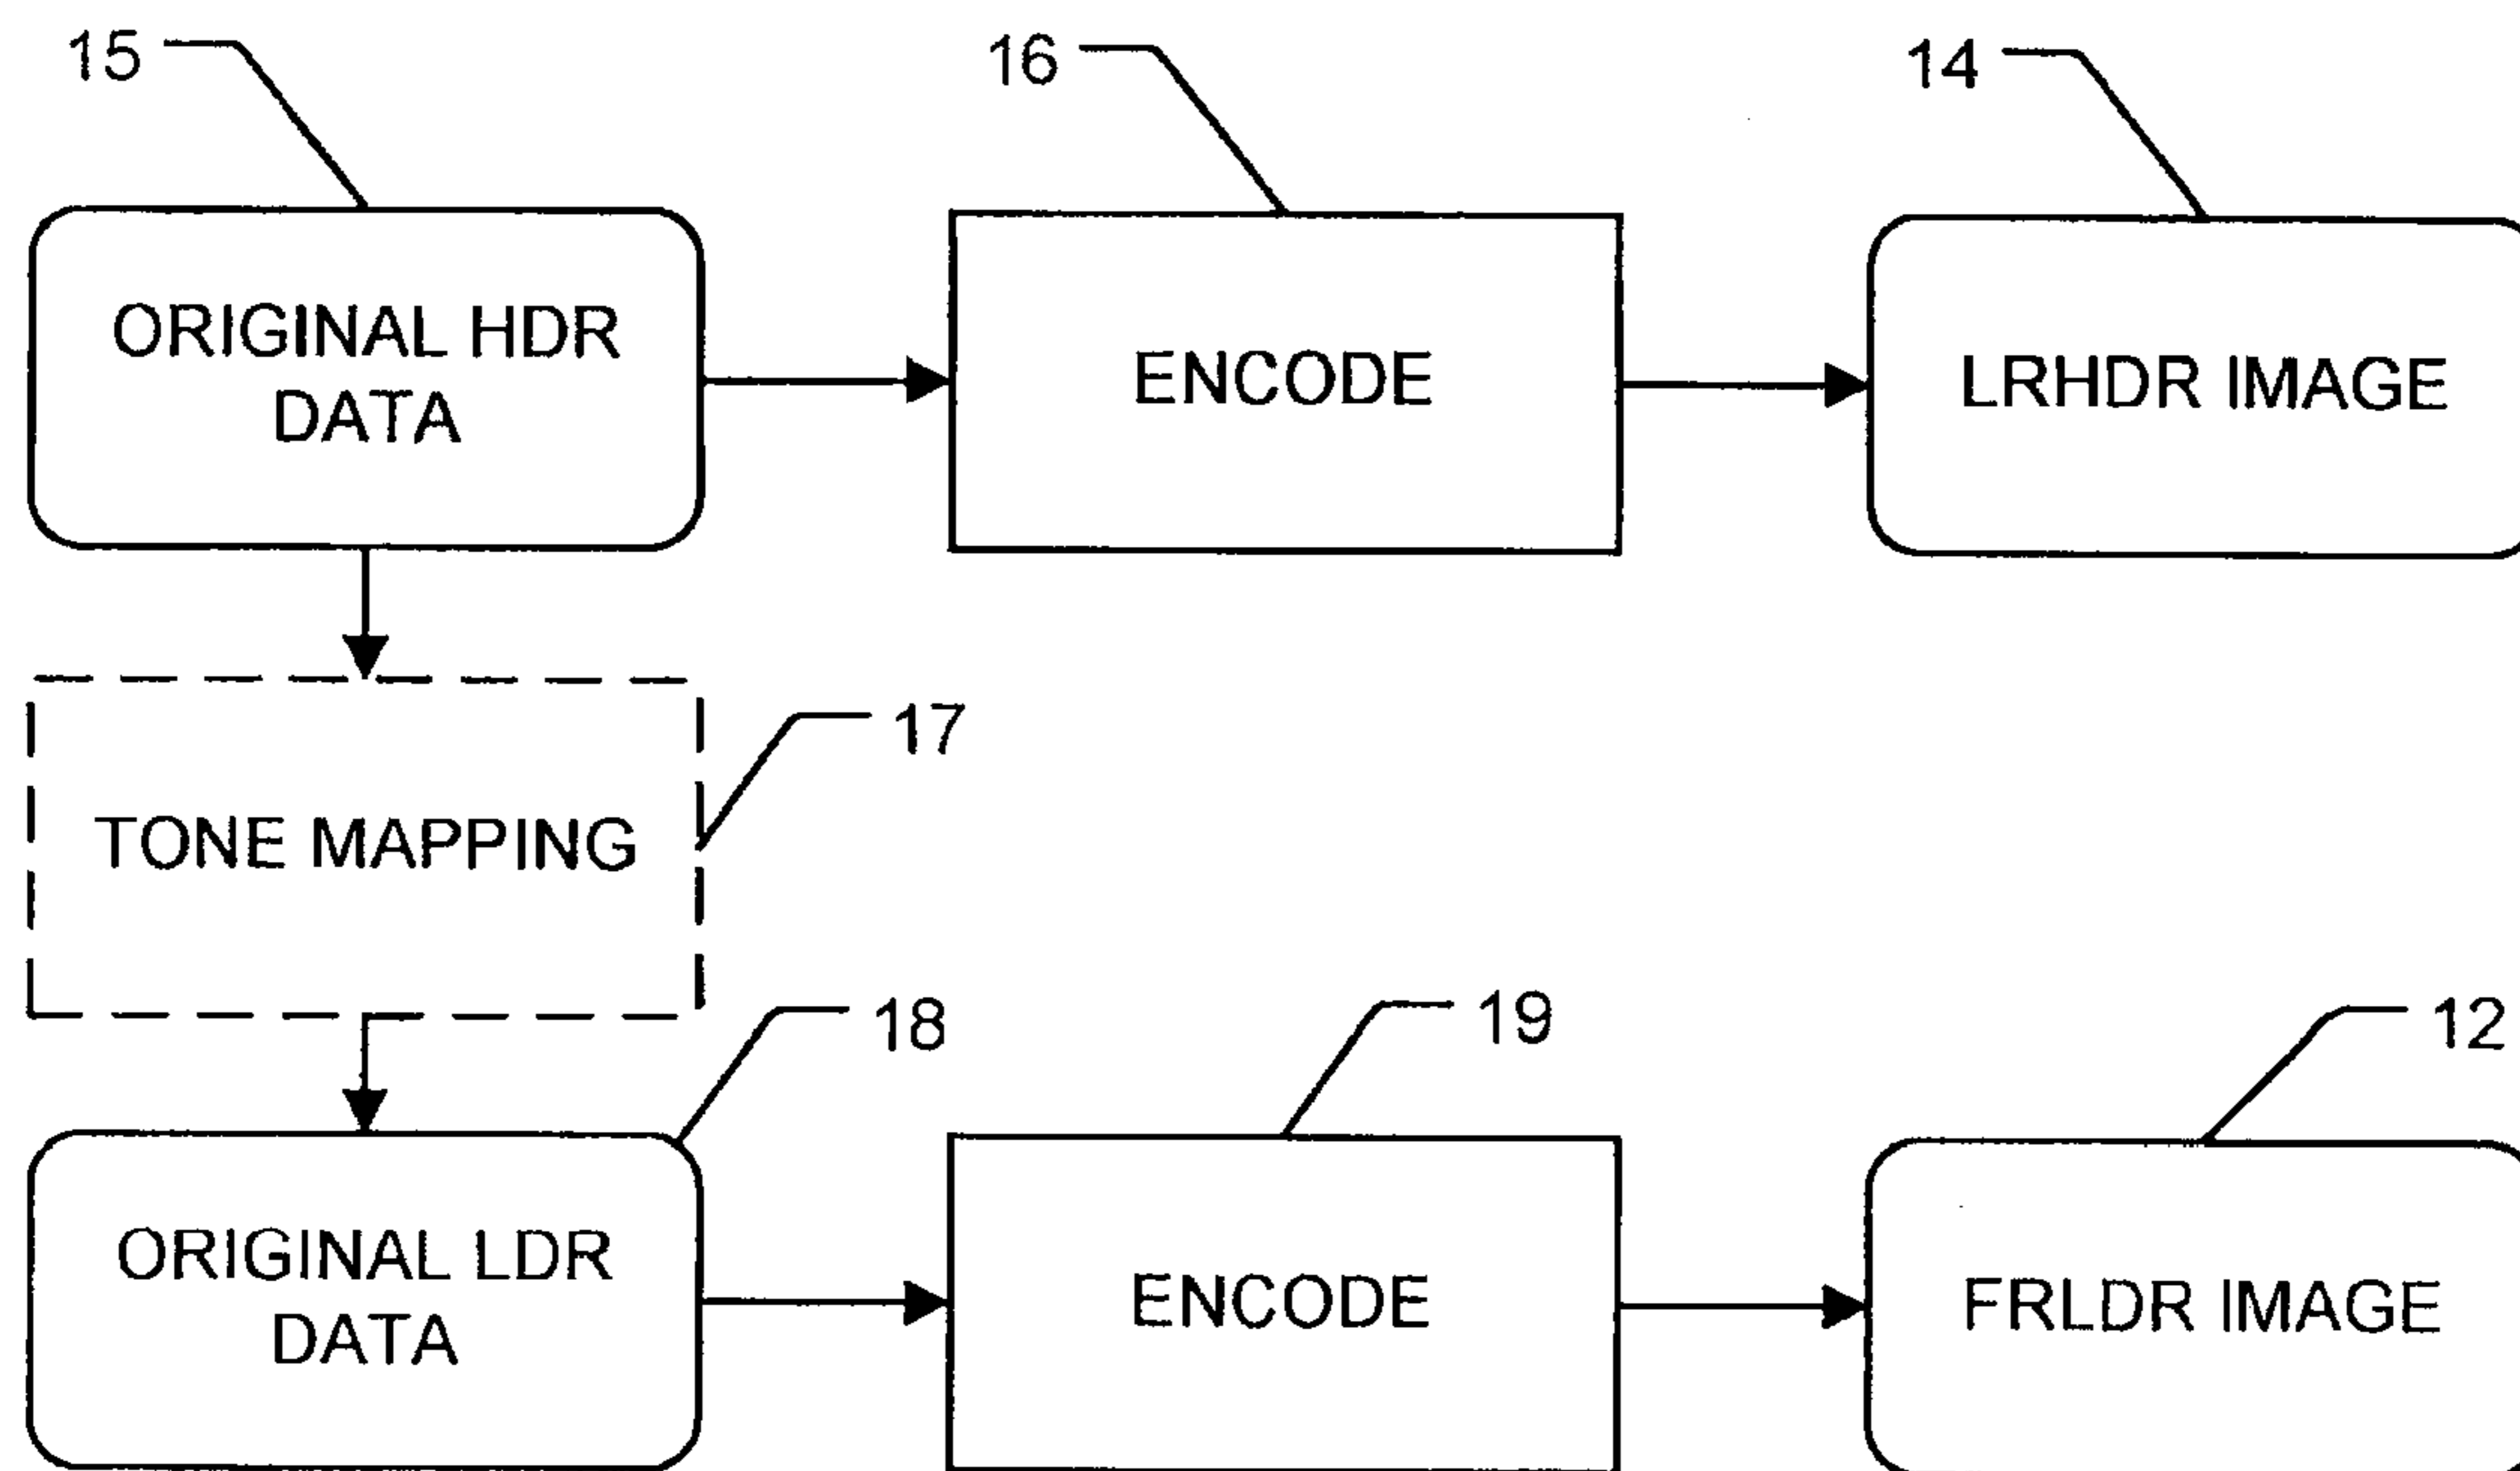 15
16
14
ORIGINAL HDR
DATA
ENCODE
LRHDR IMAGE
17
TONE MAPPING
18
19
12
ORIGINAL LDR
DATA
ENCODE
FRLDR IMAGE